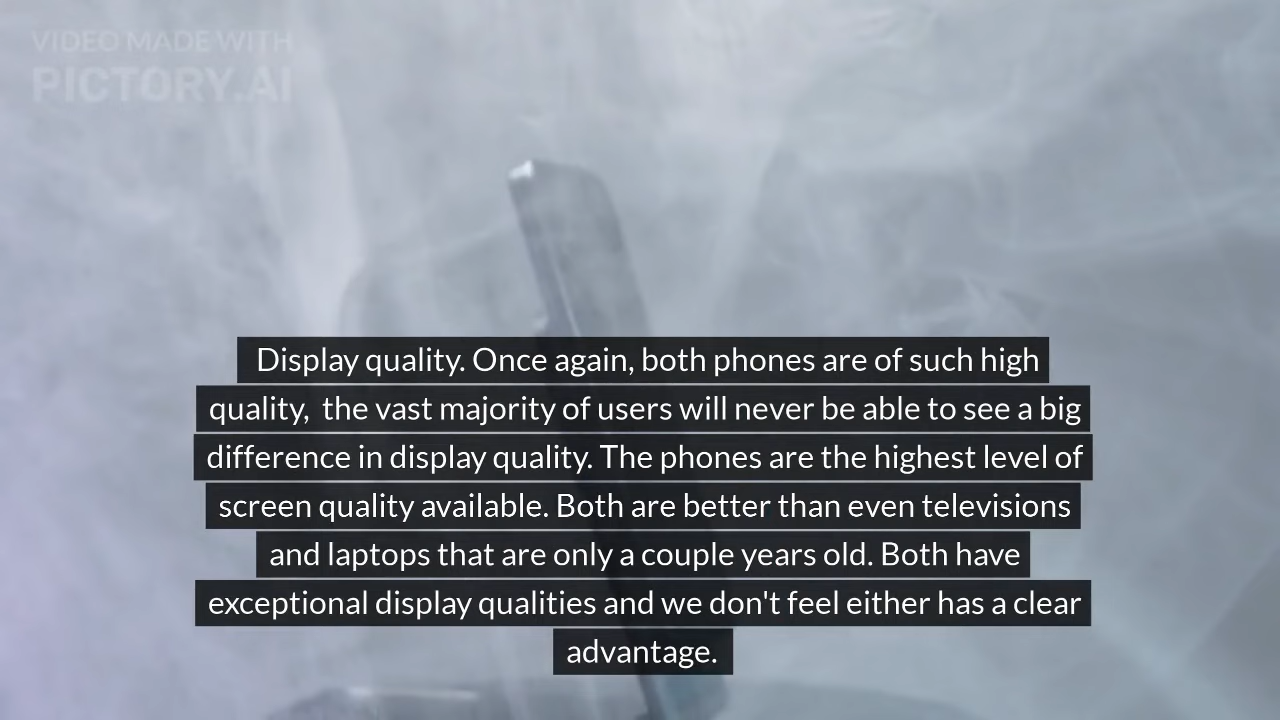 VIDEO MADE WITH
PICTORY.AI
Display quality. Once again, both phones are of such high
quality,  the vast majority of users will never be able to see a big
difference in display quality. The phones are the highest level of
screen quality available. Both are better than even televisions
and laptops that are only a couple years old. Both have
exceptional display qualities and we don't feel either has a clear
advantage.